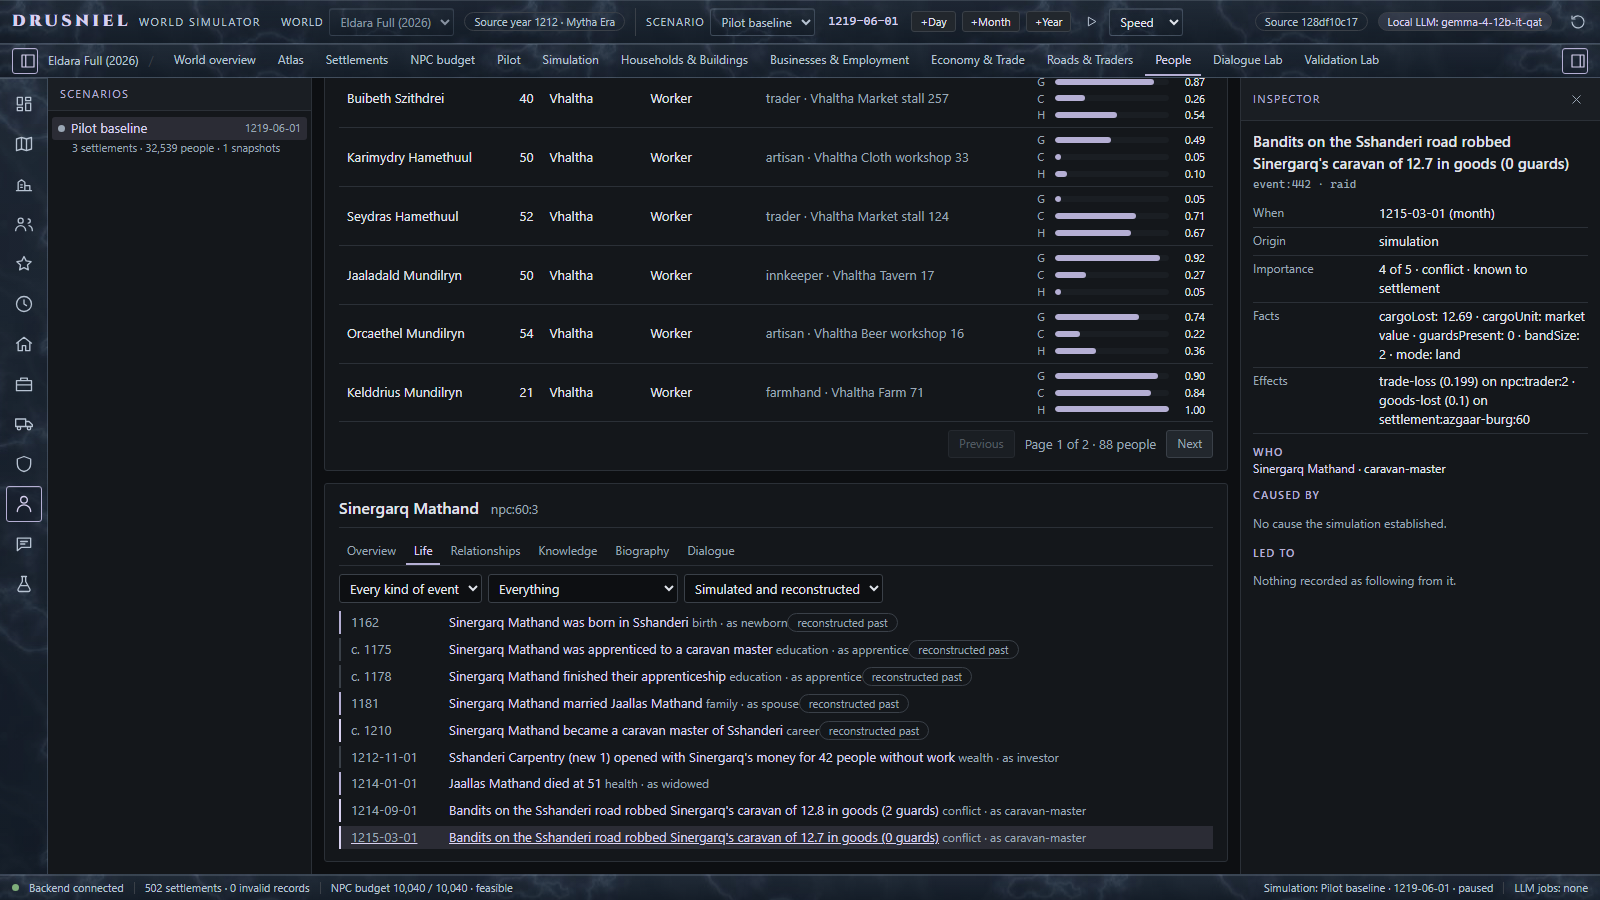 DRUSNIEL WORLD SIMULATOR WORLD Eldara Full (2026) Source year 1212 · Mytha Era SCENARIO Pilot baseline 1219-06-01 +Day +Month +Year Speed Source 128df10c17 Local LLM: gemma-4-12b-it-qat
Eldara Full (2026) / World overview Atlas Settlements NPC budget Pilot Simulation Households & Buildings Businesses & Employment Economy & Trade Roads & Traders People Dialogue Lab Validation Lab
SCENARIOS
Pilot baseline 1219-06-01
3 settlements · 32,539 people · 1 snapshots
G 0.87
Buibeth Szithdrei 40 Vhaltha Worker trader · Vhaltha Market stall 257 C 0.26
H 0.54
G 0.49
Karimydry Hamethuul 50 Vhaltha Worker artisan · Vhaltha Cloth workshop 33 C 0.05
H 0.10
G 0.05
Seydras Hamethuul 52 Vhaltha Worker trader · Vhaltha Market stall 124 C 0.71
H 0.67
G 0.92
Jaaladald Mundilryn 50 Vhaltha Worker innkeeper · Vhaltha Tavern 17 C 0.27
H 0.05
G 0.74
Orcaethel Mundilryn 54 Vhaltha Worker artisan · Vhaltha Beer workshop 16 C 0.22
H 0.36
G 0.90
Kelddrius Mundilryn 21 Vhaltha Worker farmhand · Vhaltha Farm 71 C 0.84
H 1.00
Previous Page 1 of 2 · 88 people Next
Sinergarq Mathand npc:60:3
Overview Life Relationships Knowledge Biography Dialogue
Every kind of event Everything Simulated and reconstructed
1162 Sinergarq Mathand was born in Sshanderi birth · as newborn reconstructed past
c. 1175 Sinergarq Mathand was apprenticed to a caravan master education · as apprentice reconstructed past
c. 1178 Sinergarq Mathand finished their apprenticeship education · as apprentice reconstructed past
1181 Sinergarq Mathand married Jaallas Mathand family · as spouse reconstructed past
c. 1210 Sinergarq Mathand became a caravan master of Sshanderi career reconstructed past
1212-11-01 Sshanderi Carpentry (new 1) opened with Sinergarq's money for 42 people without work wealth · as investor
1214-01-01 Jaallas Mathand died at 51 health · as widowed
1214-09-01 Bandits on the Sshanderi road robbed Sinergarq's caravan of 12.8 in goods (2 guards) conflict · as caravan-master
1215-03-01 Bandits on the Sshanderi road robbed Sinergarq's caravan of 12.7 in goods (0 guards) conflict · as caravan-master
INSPECTOR
Bandits on the Sshanderi road robbed
Sinergarq's caravan of 12.7 in goods (0 guards)
event:442 · raid
When 1215-03-01 (month)
Origin simulation
Importance 4 of 5 · conflict · known to
settlement
Facts cargoLost: 12.69 · cargoUnit: market
value · guardsPresent: 0 · bandSize:
2 · mode: land
Effects trade-loss (0.199) on npc:trader:2 ·
goods-lost (0.1) on
settlement:azgaar-burg:60
WHO
Sinergarq Mathand · caravan-master
CAUSED BY
No cause the simulation established.
LED TO
Nothing recorded as following from it.
Backend connected 502 settlements · 0 invalid records NPC budget 10,040 / 10,040 · feasible Simulation: Pilot baseline · 1219-06-01 · paused LLM jobs: none